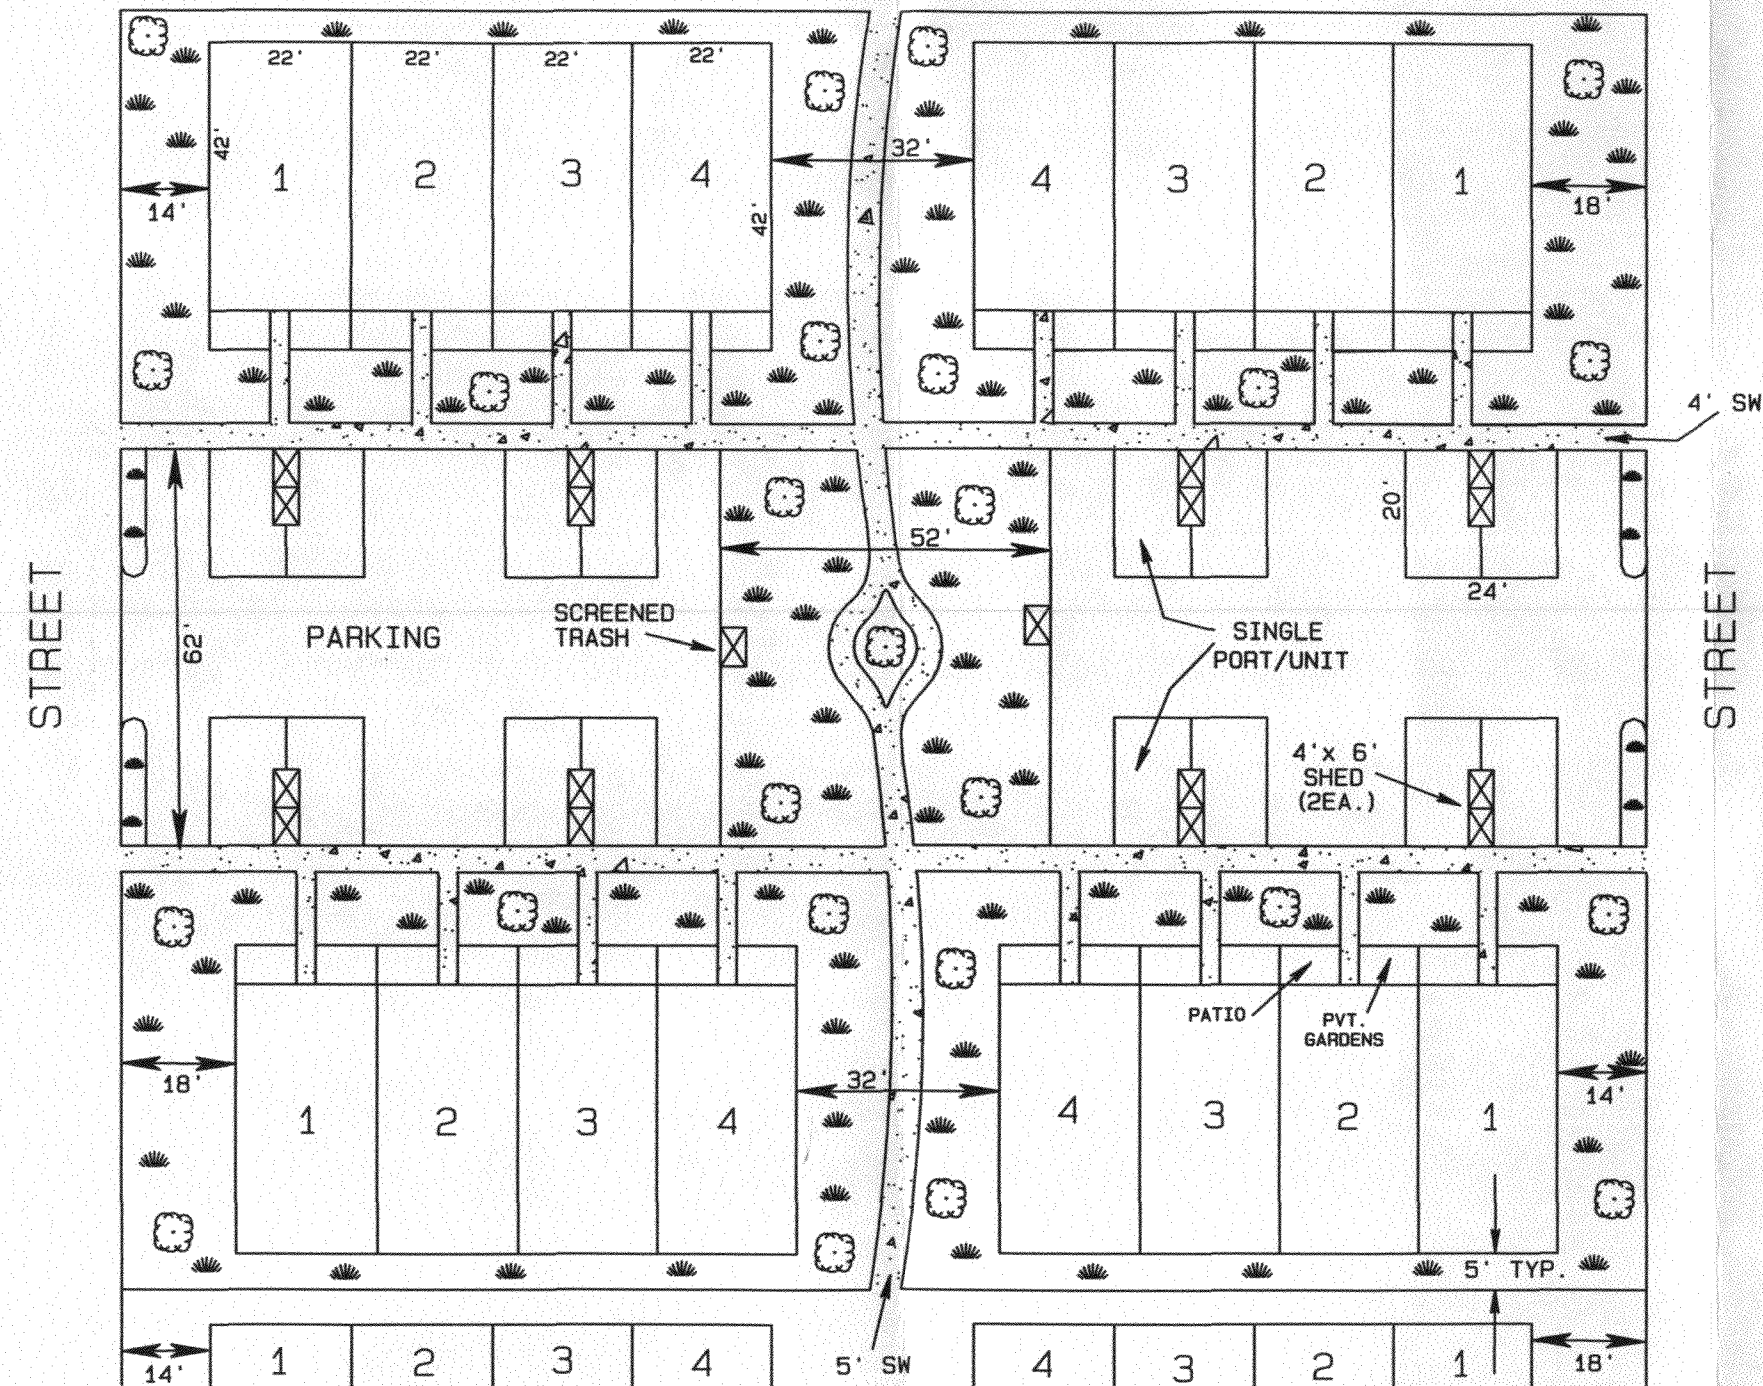 22' 22' 22' 22'
42'
32'
1 2 3 4 4 3 2 1
14' 42' 18'
4' SW
20'
52'
24'
STREET
SCREENED
TRASH
PARKING
62'
SINGLE
PORT/UNIT
STREET
4'x 6'
SHED
(2EA.)
PATIO
PVT.
GARDENS
18' 32' 14'
1 2 3 4 4 3 2 1
5' TYP.
5' SW
14' 1 2 3 4 4 3 2 1 18'